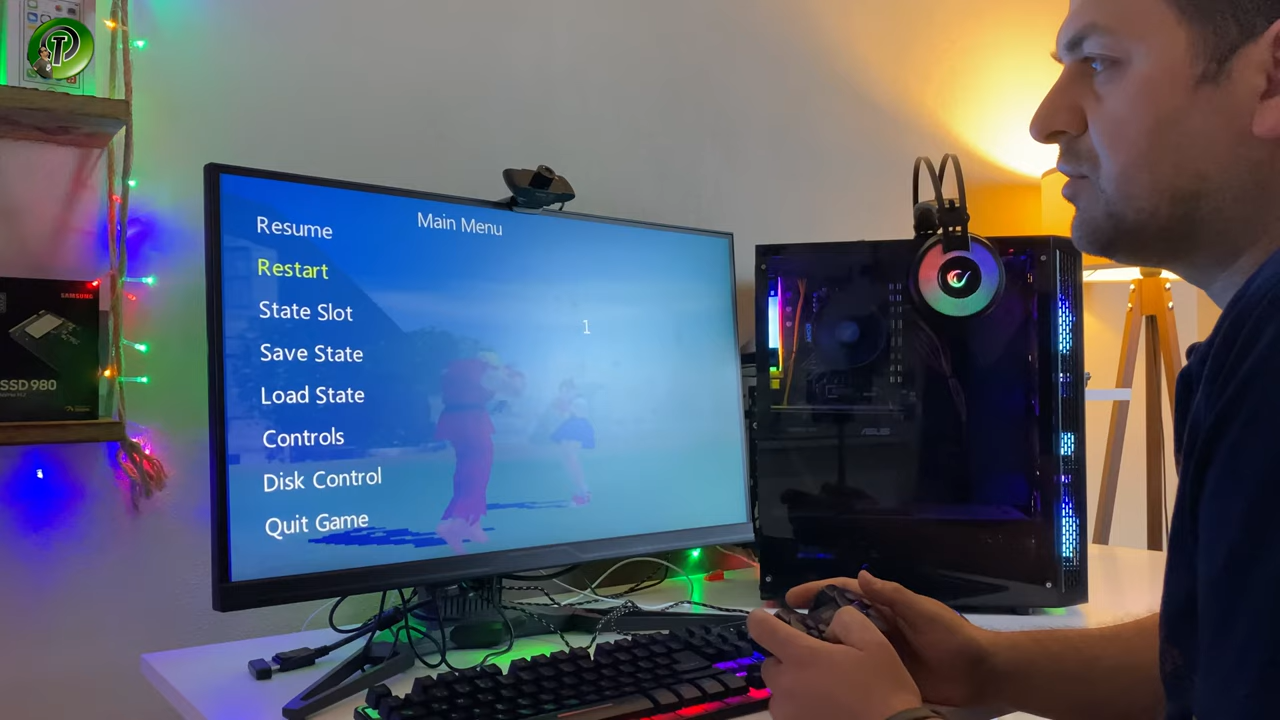 Main Menu
Resume
Restart
State Slot
1
Save State
Load State
Controls
Disk Control
Quit Game
SAMSUNG
SSD 980
ASUS